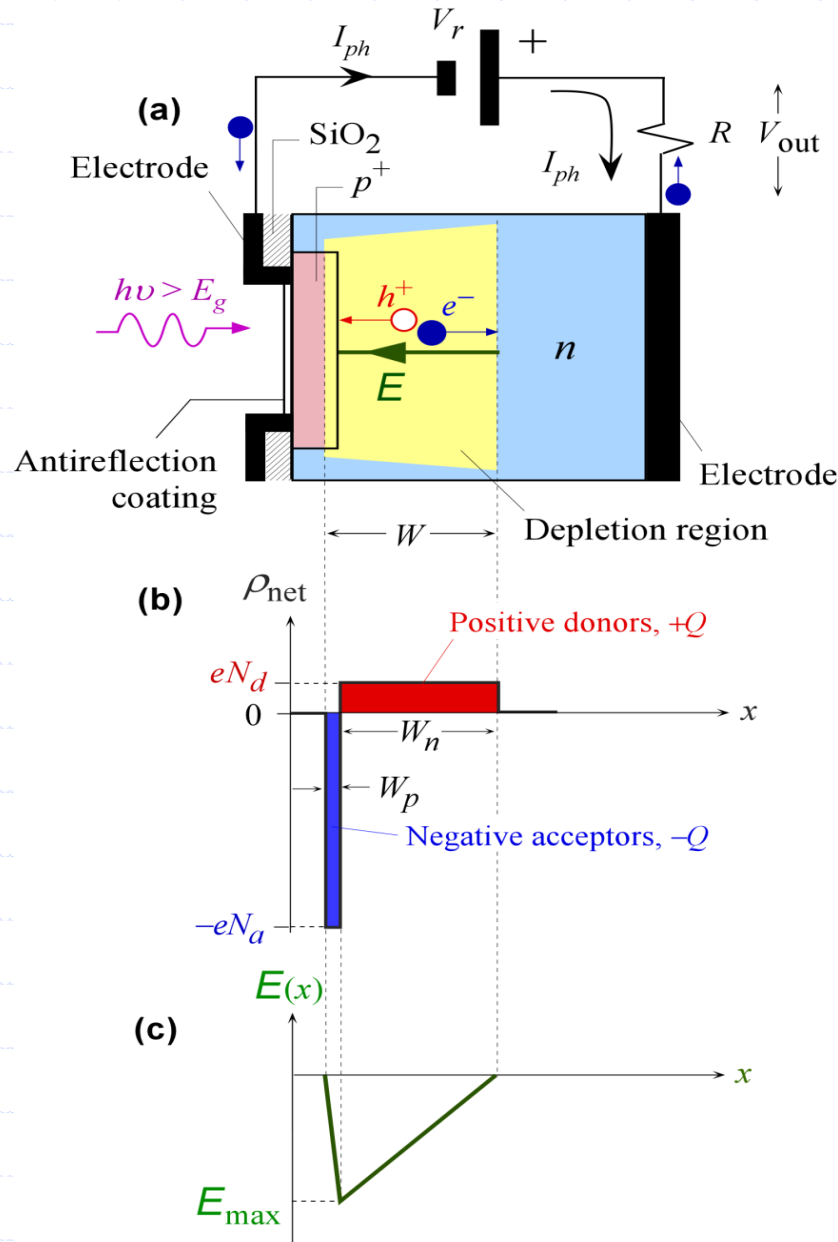 I_ph
V_r
+
(a)
SiO₂
Electrode
p⁺
I_ph
R
V_out
hυ > E_g
h⁺
e⁻
n
E
Antireflection
coating
Electrode
W
Depletion region
(b)
ρ_net
Positive donors, +Q
eN_d
0
x
W_n
W_p
Negative acceptors, –Q
–eN_a
E(x)
(c)
x
E_max